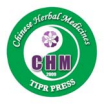 Chinese Herbal Medicines
CHM
2009
TIPR PRESS